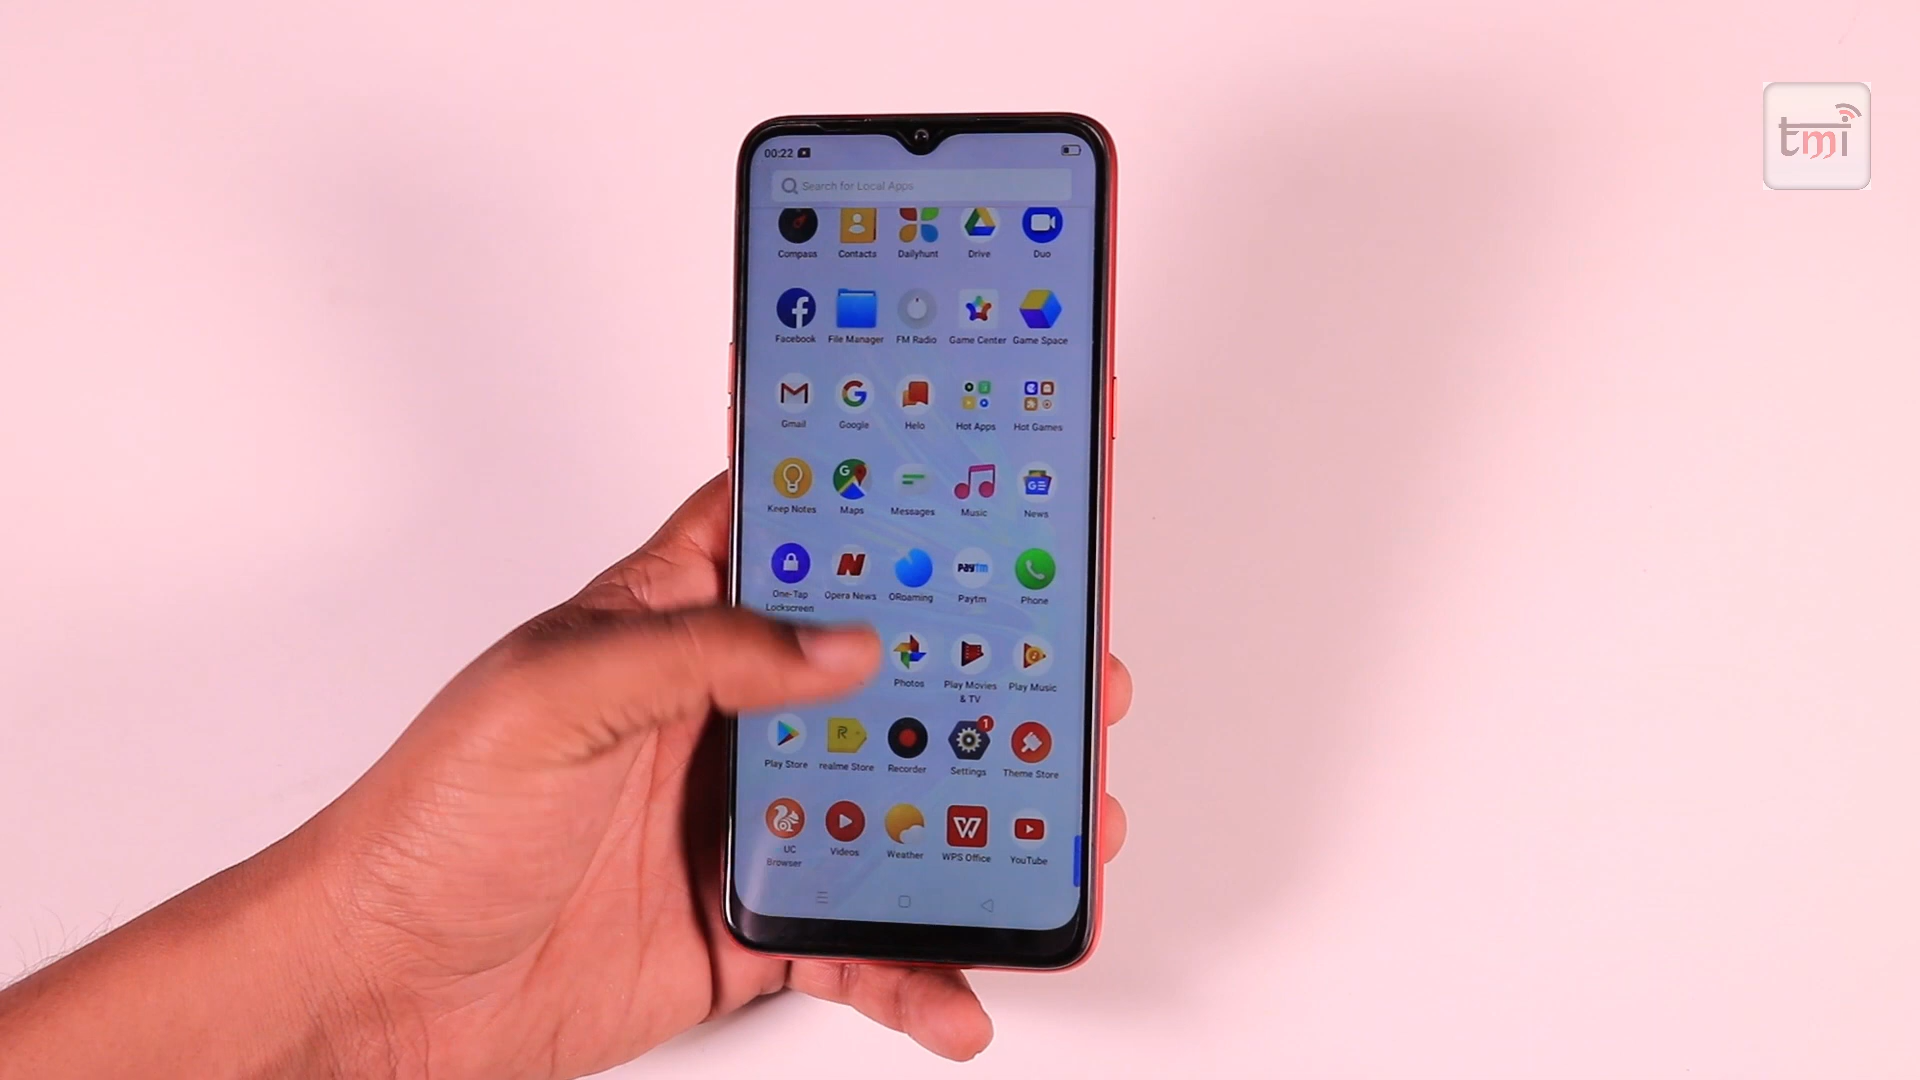 tmi
00:22
Search for Local Apps
Compass Contacts Dailyhunt Drive Duo
Facebook File Manager FM Radio Game Center Game Space
Gmail Google Helo Hot Apps Hot Games
Keep Notes Maps Messages Music News
One-Tap Lockscreen Opera News ORoaming Paytm Phone
Photos Play Movies & TV Play Music
Play Store realme Store Recorder Settings Theme Store
UC Browser Videos Weather WPS Office YouTube